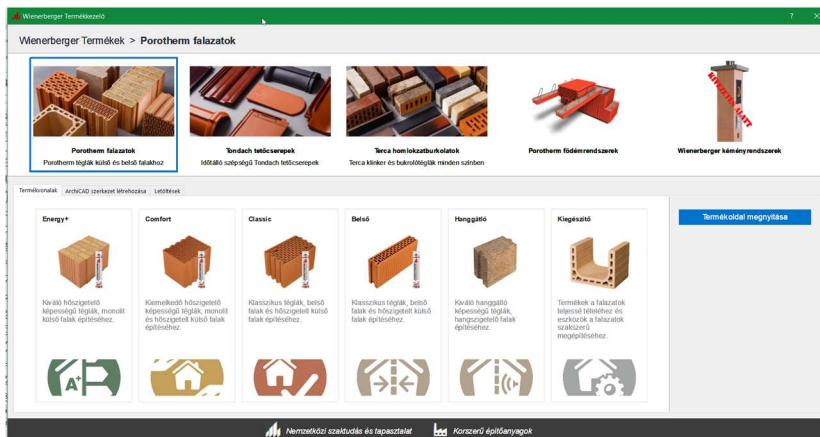 Wienerberger Termékkezelő
? X
Wienerberger Termékek > Porotherm falazatok
KIVEZETÉS ALATT
Porotherm falazatok
Porotherm téglák külső és belső falakhoz
Tondach tetőcserepek
Időtálló szépségű Tondach tetőcserepek
Terca homlokzatburkolatok
Terca klinker és bukrolótéglák minden színben
Porotherm födémrendszerek
Wienerberger kéményrendszerek
Termékvonalak ArchiCAD szerkezet létrehozása Letöltések
Energy+
Kiváló hőszigetelő
képességű téglák, monolit
külső falak építéséhez.
A+
Comfort
Kiemelkedő hőszigetelő
képességű téglák, monolit
és hőszigetelt külső falak
építéséhez.
Classic
Klasszikus téglák, belső
falak és hőszigetelt külső
falak építéséhez.
Belső
Klasszikus téglák, belső
falak és hőszigetelt külső
falak építéséhez.
Hanggátló
Kiváló hanggálló
képességű téglák,
hangszigetelő falak
építéséhez.
Kiegészítő
Termékek a falazatok
teljessé tételéhez és
eszközök a falazatok
szakszerű
megépítéséhez.
Termékoldal megnyitása
Nemzetközi szaktudás és tapasztalat Korszerű építőanyagok